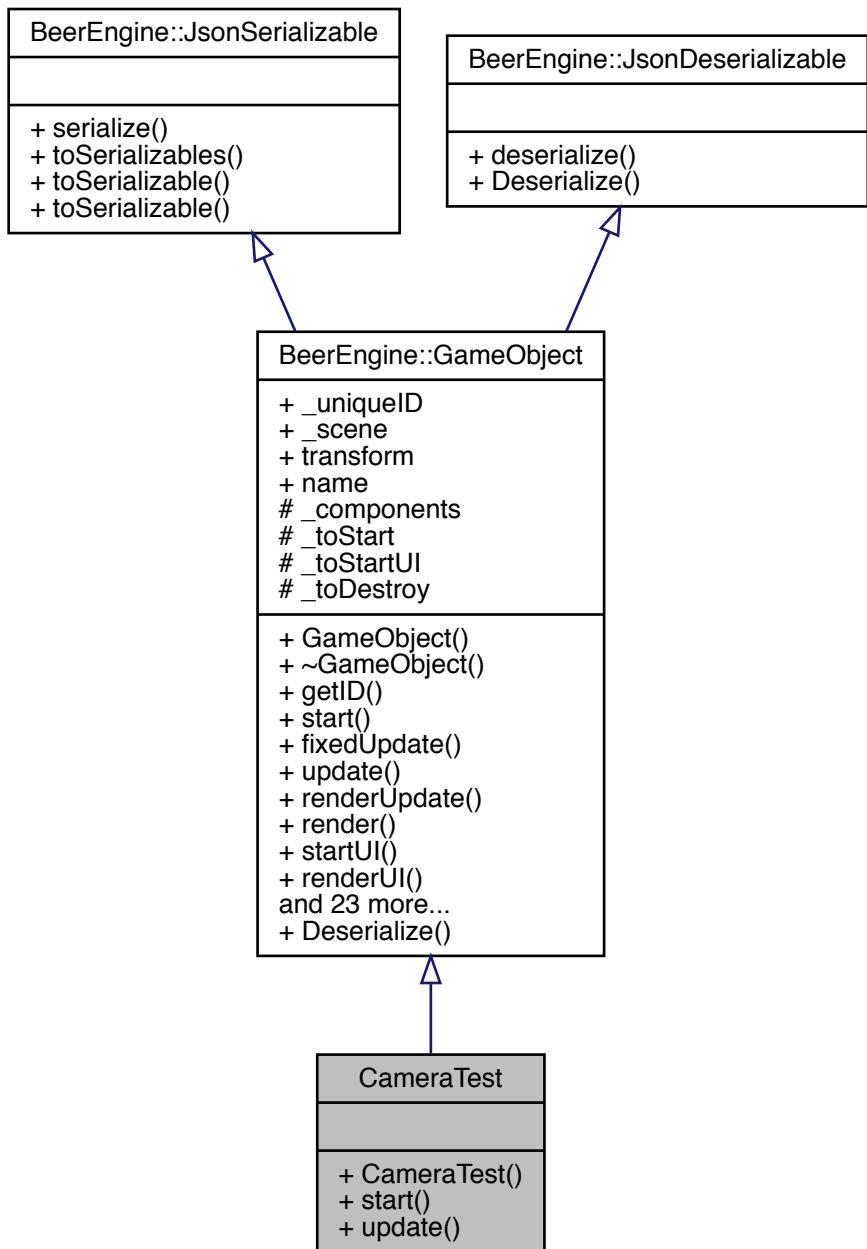 BeerEngine::JsonSerializable
+ serialize()
+ toSerializables()
+ toSerializable()
+ toSerializable()
BeerEngine::JsonDeserializable
+ deserialize()
+ Deserialize()
BeerEngine::GameObject
+ _uniqueID
+ _scene
+ transform
+ name
# _components
# _toStart
# _toStartUI
# _toDestroy
+ GameObject()
+ ~GameObject()
+ getID()
+ start()
+ fixedUpdate()
+ update()
+ renderUpdate()
+ render()
+ startUI()
+ renderUI()
and 23 more...
+ Deserialize()
CameraTest
+ CameraTest()
+ start()
+ update()